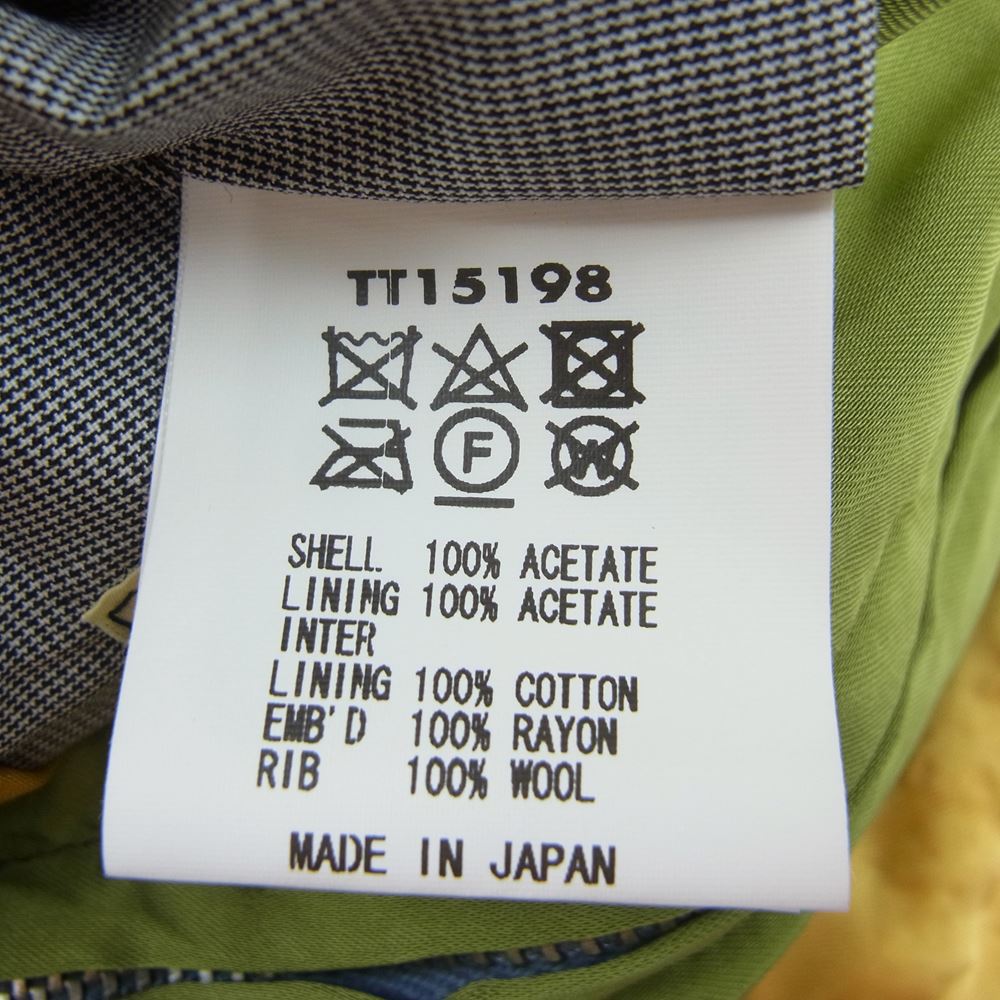 TT15198
F
W
SHELL 100% ACETATE
LINING 100% ACETATE
INTER
LINING 100% COTTON
EMB'D 100% RAYON
RIB 100% WOOL
MADE IN JAPAN